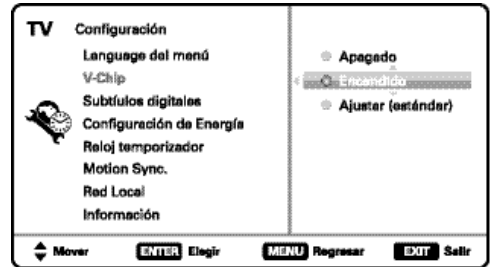 TV Configuración
Language del menú
V-Chip
Subtítulos digitales
Configuración de Energía
Reloj temporizador
Motion Sync.
Red Local
Información
Apagado
Encendido
Ajustar (estándar)
Mover ENTER Elegir MENU Regresar EXIT Salir